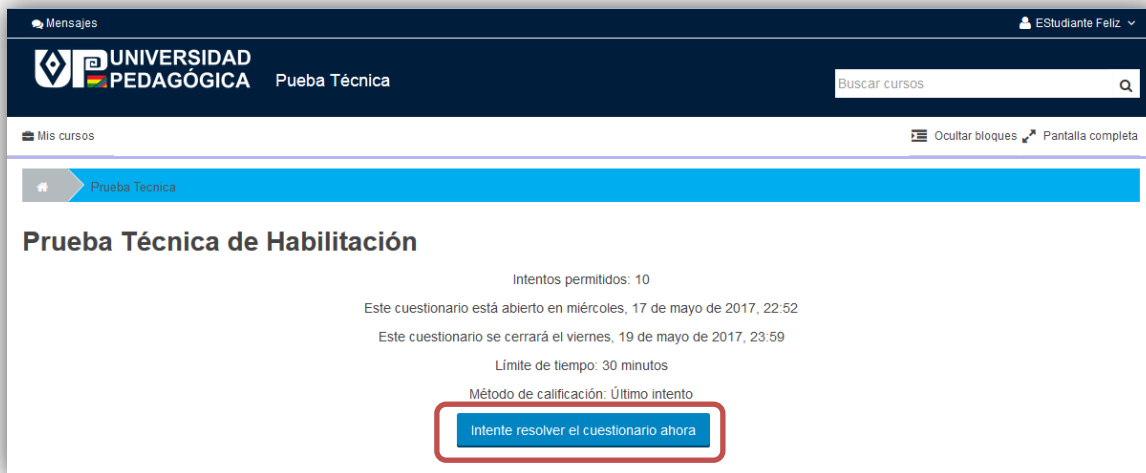 Mensajes
EStudiante Feliz
UNIVERSIDAD
PEDAGÓGICA
Pueba Técnica
Buscar cursos
Mis cursos
Ocultar bloques
Pantalla completa
Prueba Tecnica
Prueba Técnica de Habilitación
Intentos permitidos: 10
Este cuestionario está abierto en miércoles, 17 de mayo de 2017, 22:52
Este cuestionario se cerrará el viernes, 19 de mayo de 2017, 23:59
Límite de tiempo: 30 minutos
Método de calificación: Último intento
Intente resolver el cuestionario ahora